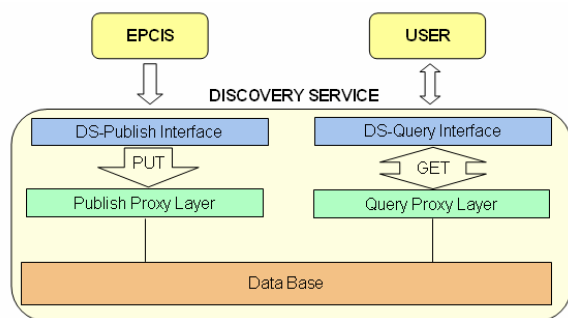 EPCIS USER
DISCOVERY SERVICE
DS-Publish Interface DS-Query Interface
PUT GET
Publish Proxy Layer Query Proxy Layer
Data Base